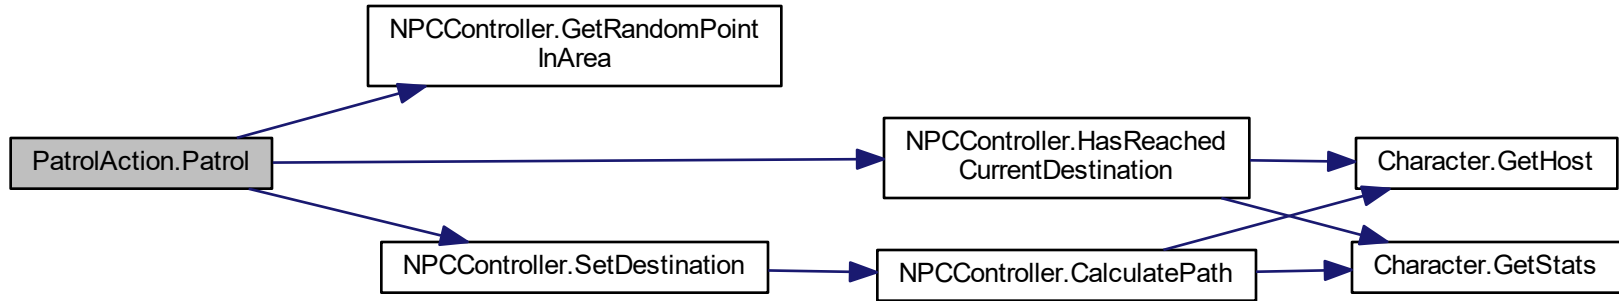 NPCController.GetRandomPoint
InArea
PatrolAction.Patrol
NPCController.HasReached
CurrentDestination
Character.GetHost
NPCController.SetDestination
NPCController.CalculatePath
Character.GetStats